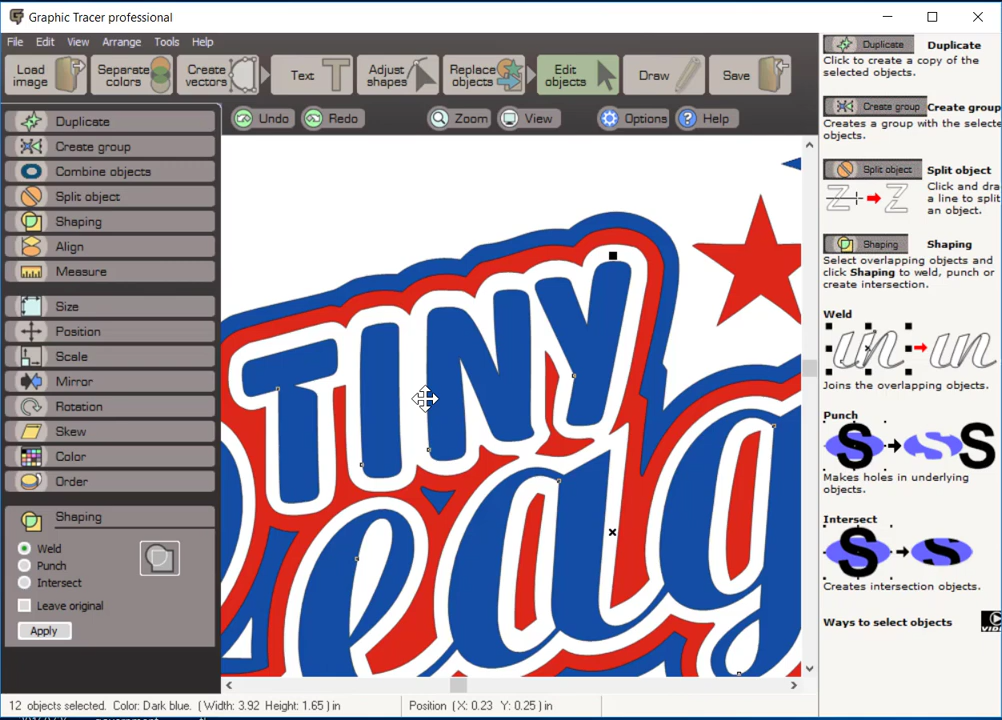 Graphic Tracer professional
File Edit View Arrange Tools Help
Load image
Separate colors
Create vectors
Text
Adjust shapes
Replace objects
Edit objects
Draw
Save
Undo Redo Zoom View Options Help
Duplicate
Create group
Combine objects
Split object
Shaping
Align
Measure
Size
Position
Scale
Mirror
Rotation
Skew
Color
Order
Shaping
Weld
Punch
Intersect
Leave original
Apply
TINY
Duplicate Duplicate
Click to create a copy of the
selected objects.
Create group Create group
Creates a group with the selecte
objects.
Split object Split object
Click and dra
a line to split
an object.
Shaping Shaping
Select overlapping objects and
click Shaping to weld, punch or
create intersection.
Weld
un un
Joins the overlapping objects.
Punch
S S
Makes holes in underlying
objects.
Intersect
S S
Creates intersection objects.
Ways to select objects
12 objects selected. Color: Dark blue. (Width: 3.92 Height: 1.65) in
Position (X: 0.23 Y: 0.25) in